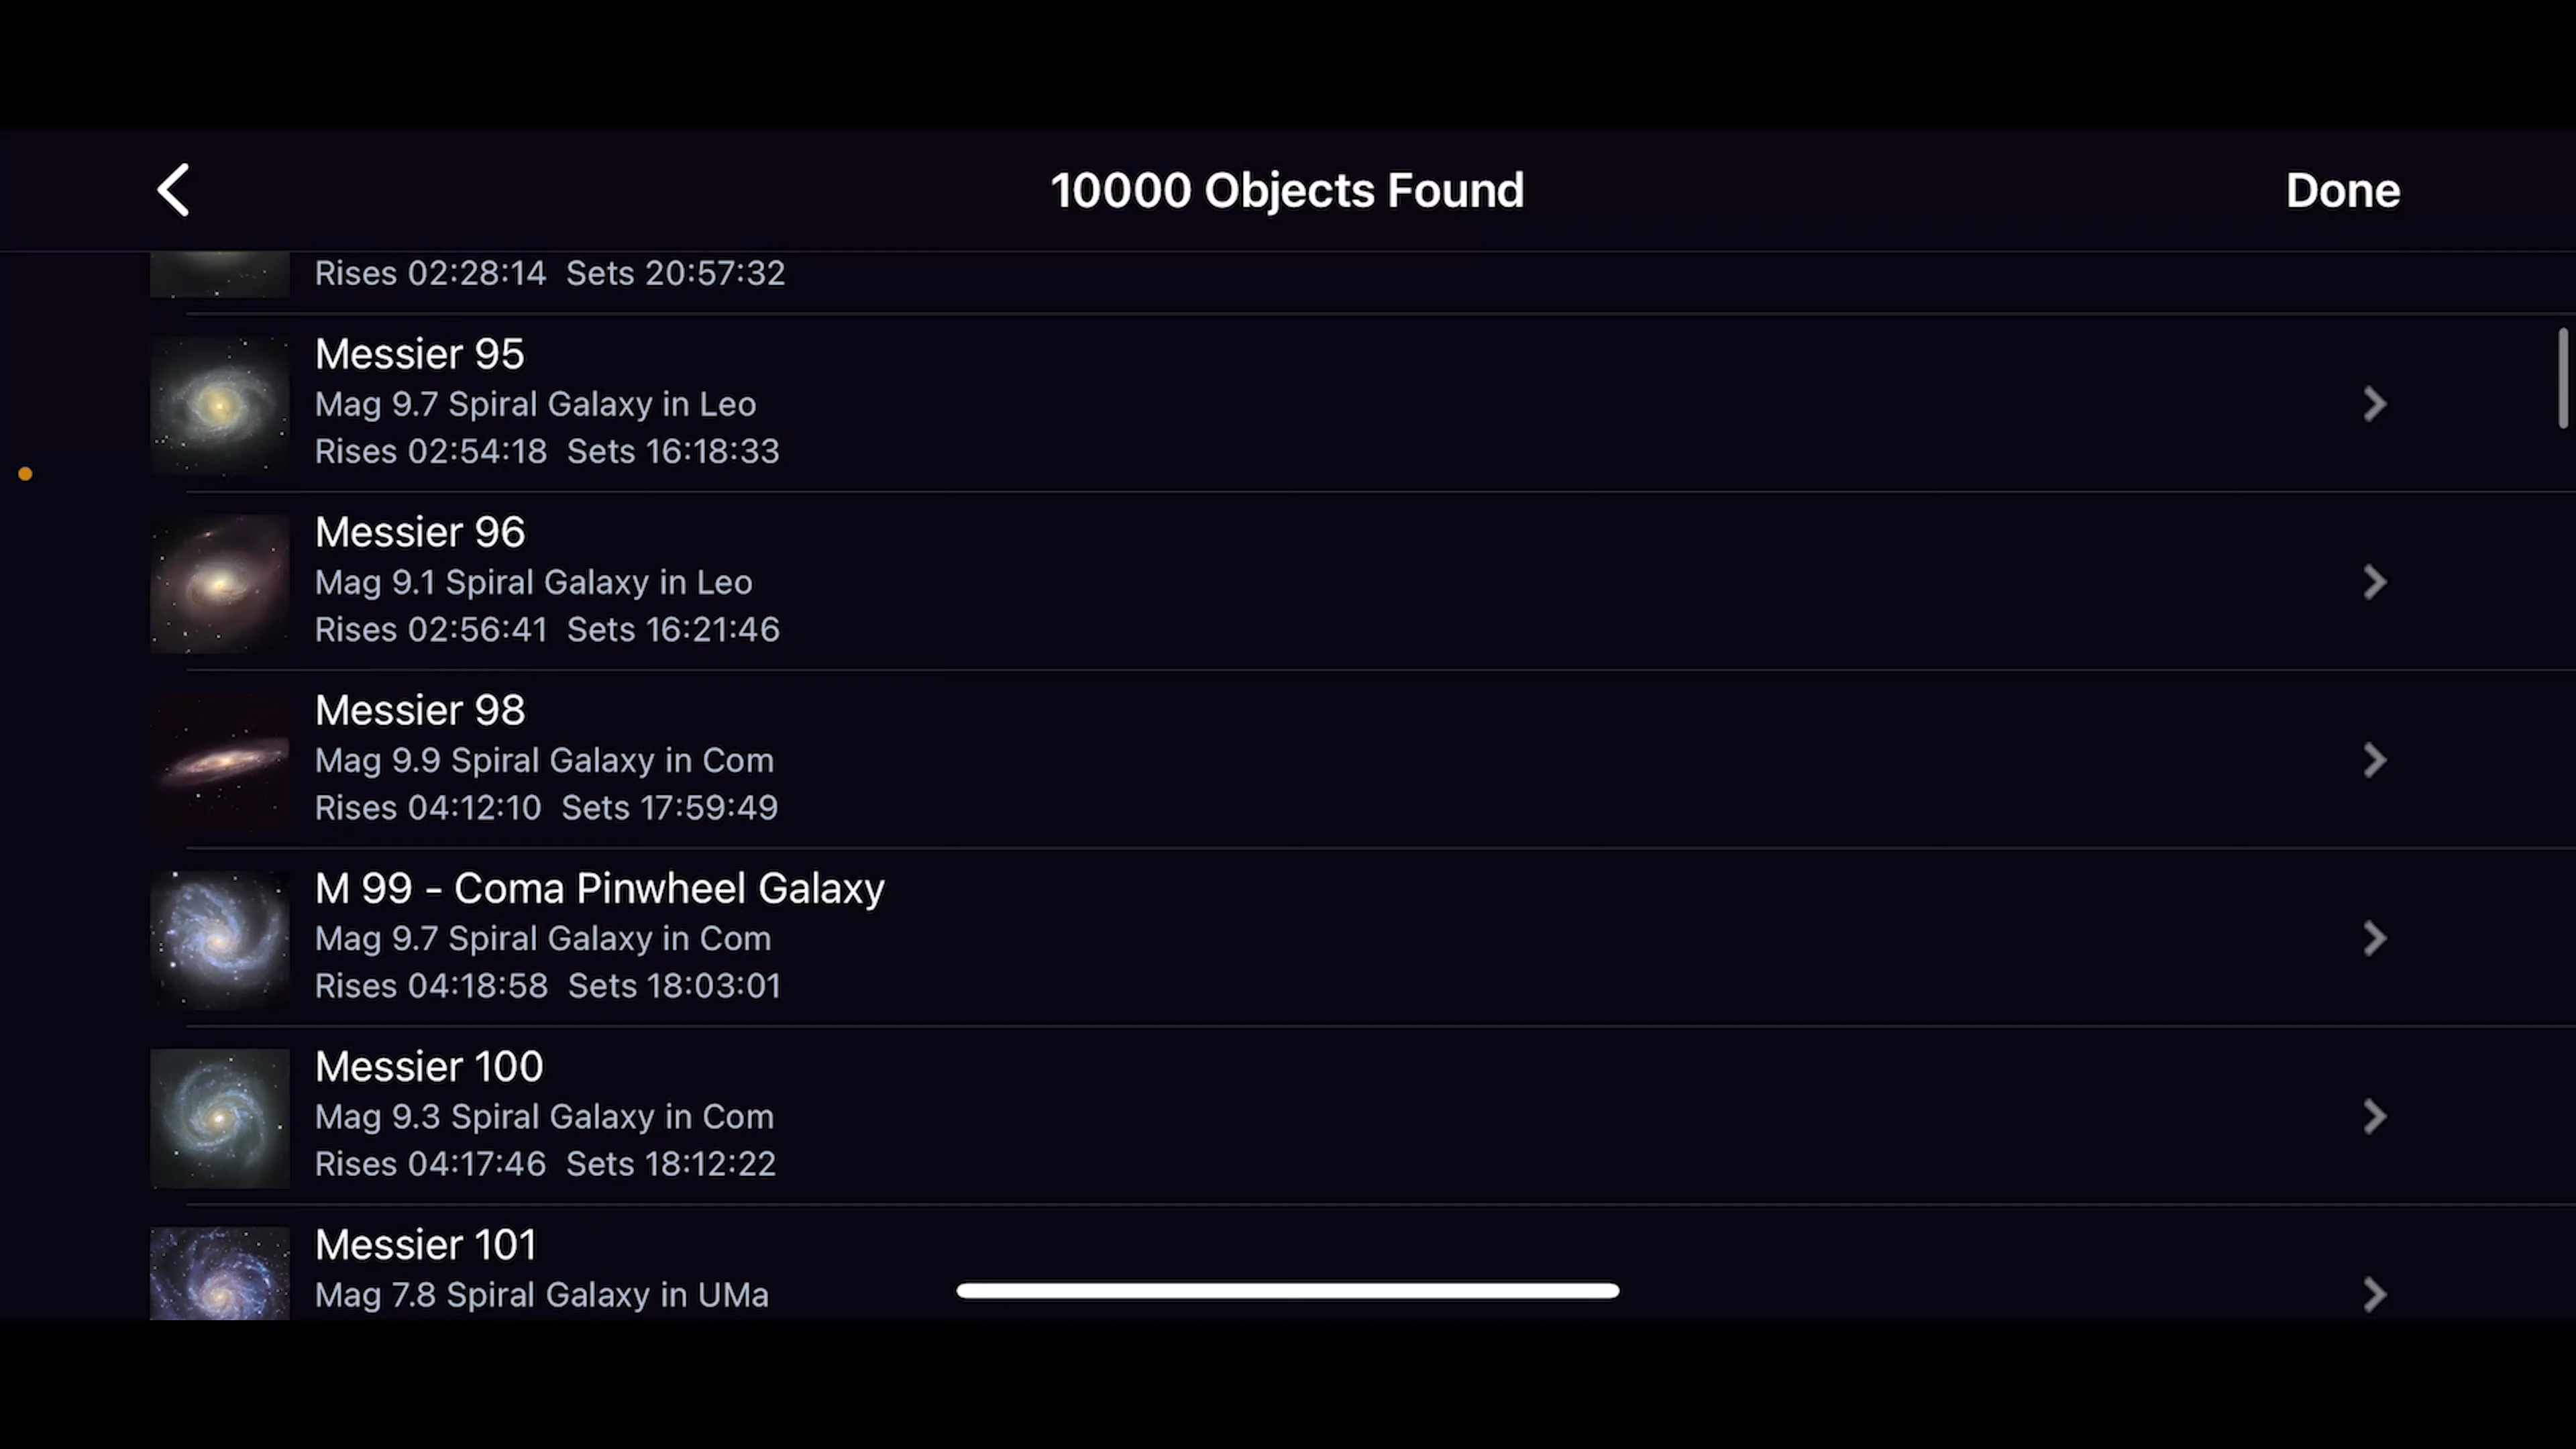 10000 Objects Found
Done
Rises 02:28:14 Sets 20:57:32
Messier 95
Mag 9.7 Spiral Galaxy in Leo
Rises 02:54:18 Sets 16:18:33
Messier 96
Mag 9.1 Spiral Galaxy in Leo
Rises 02:56:41 Sets 16:21:46
Messier 98
Mag 9.9 Spiral Galaxy in Com
Rises 04:12:10 Sets 17:59:49
M 99 - Coma Pinwheel Galaxy
Mag 9.7 Spiral Galaxy in Com
Rises 04:18:58 Sets 18:03:01
Messier 100
Mag 9.3 Spiral Galaxy in Com
Rises 04:17:46 Sets 18:12:22
Messier 101
Mag 7.8 Spiral Galaxy in UMa